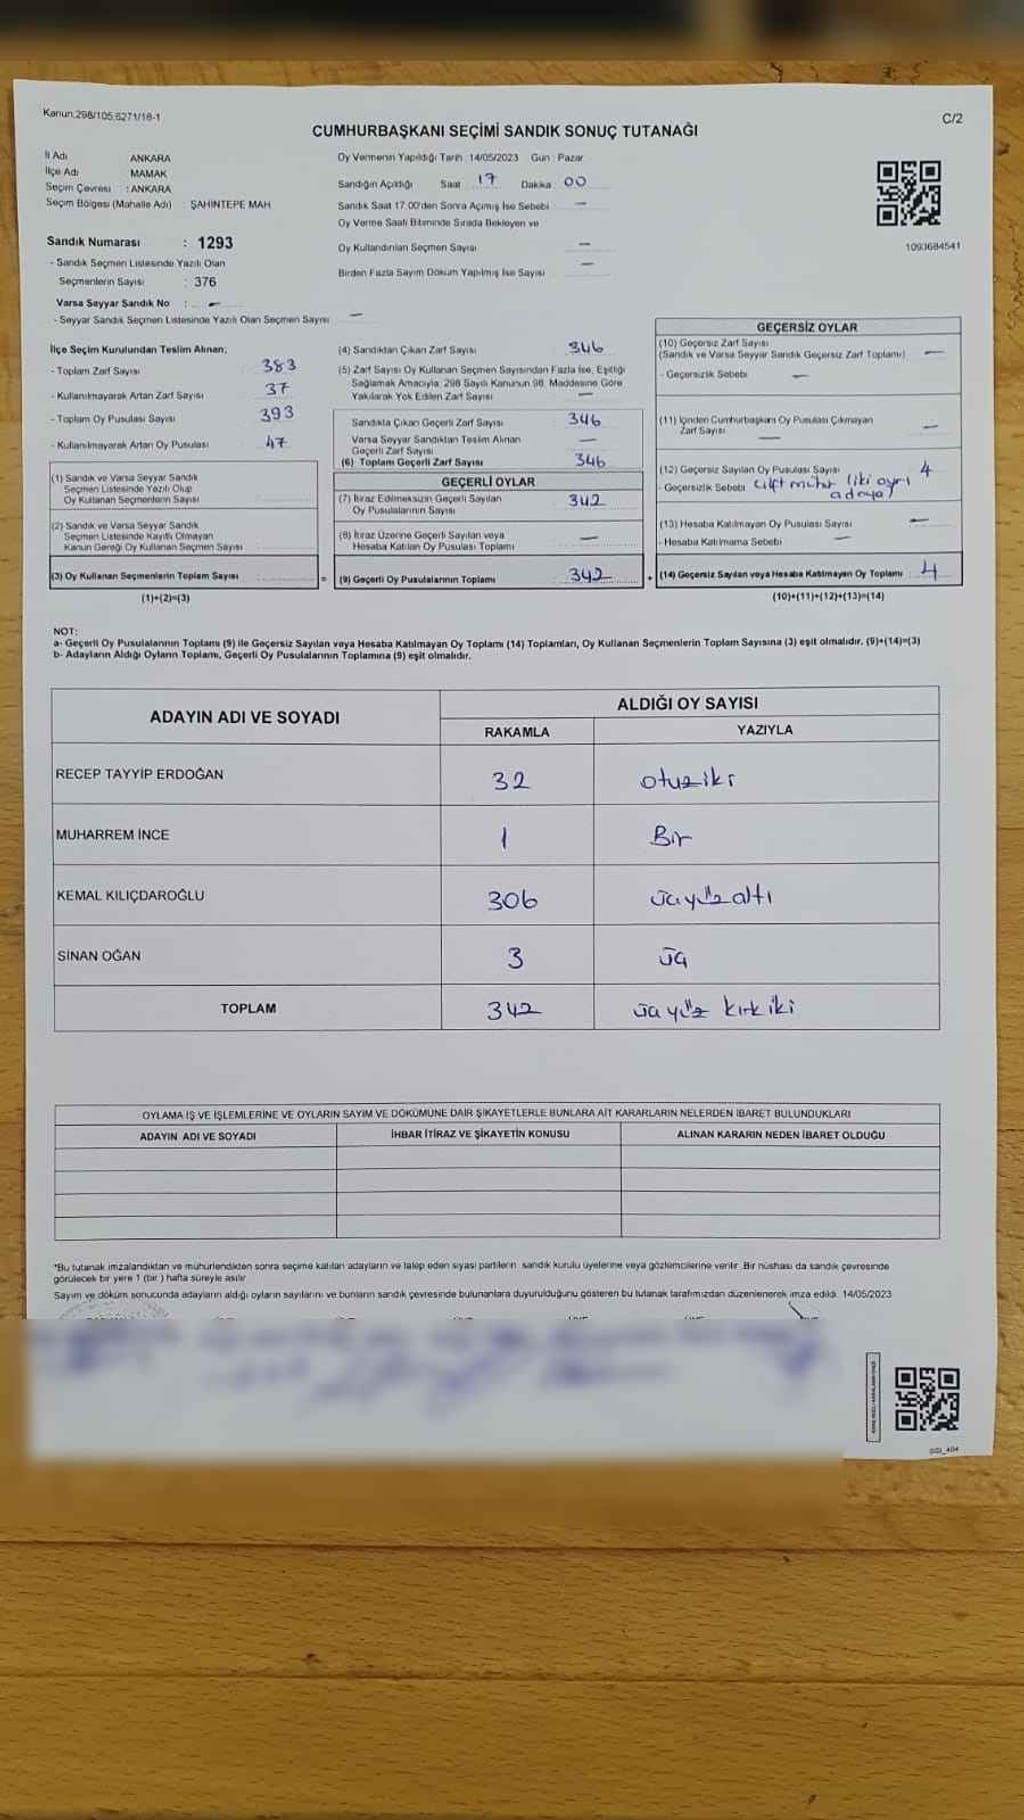 Kanun.298/105,6271/18-1
C/2
CUMHURBAŞKANI SEÇİMİ SANDIK SONUÇ TUTANAĞI
İl Adı ANKARA
İlçe Adı MAMAK
Seçim Çevresi : ANKARA
Seçim Bölgesi (Mahalle Adı) : ŞAHİNTEPE MAH.
Sandık Numarası : 1293
- Sandık Seçmen Listesinde Yazılı Olan
Seçmenlerin Sayısı : 376
Varsa Seyyar Sandık No : -
- Seyyar Sandık Seçmen Listesinde Yazılı Olan Seçmen Sayısı -
Oy Vermenin Yapıldığı Tarih : 14/05/2023 Gün : Pazar
Sandığın Açıldığı Saat 17 Dakika : 00
Sandık Saat 17.00'den Sonra Açılmış İse Sebebi -
Oy Verme Saati Bitiminde Sırada Bekleyen ve
Oy Kullandırılan Seçmen Sayısı -
Birden Fazla Sayım Döküm Yapılmış İse Sayısı -
1093684541
İlçe Seçim Kurulundan Teslim Alınan;
- Toplam Zarf Sayısı 383
- Kullanılmayarak Artan Zarf Sayısı 37
- Toplam Oy Pusulası Sayısı 393
- Kullanılmayarak Artan Oy Pusulası 47
(1) Sandık ve Varsa Seyyar Sandık
Seçmen Listesinde Yazılı Olup
Oy Kullanan Seçmenlerin Sayısı
(2) Sandık ve Varsa Seyyar Sandık
Seçmen Listesinde Kayıtlı Olmayan
Kanun Gereği Oy Kullanan Seçmen Sayısı
(3) Oy Kullanan Seçmenlerin Toplam Sayısı =
(1)+(2)=(3)
(4) Sandıktan Çıkan Zarf Sayısı 346
(5) Zarf Sayısı Oy Kullanan Seçmen Sayısından Fazla İse, Eşitliği
Sağlamak Amacıyla, 298 Sayılı Kanunun 98. Maddesine Göre
Yakılarak Yok Edilen Zarf Sayısı -
Sandıkta Çıkan Geçerli Zarf Sayısı 346
Varsa Seyyar Sandıktan Teslim Alınan
Geçerli Zarf Sayısı -
(6) Toplam Geçerli Zarf Sayısı 346
GEÇERLİ OYLAR
(7) İtiraz Edilmeksizin Geçerli Sayılan
Oy Pusulalarının Sayısı 342
(8) İtiraz Üzerine Geçerli Sayılan veya
Hesaba Katılan Oy Pusulası Toplamı -
(9) Geçerli Oy Pusulalarının Toplamı 342 +
GEÇERSİZ OYLAR
(10) Geçersiz Zarf Sayısı
(Sandık ve Varsa Seyyar Sandık Geçersiz Zarf Toplamı) -
- Geçersizlik Sebebi -
(11) İçinden Cumhurbaşkanı Oy Pusulası Çıkmayan
Zarf Sayısı - -
(12) Geçersiz Sayılan Oy Pusulası Sayısı 4
- Geçersizlik Sebebi Çift mühür (iki ayrı
adaya)
(13) Hesaba Katılmayan Oy Pusulası Sayısı -
- Hesaba Katılmama Sebebi -
(14) Geçersiz Sayılan veya Hesaba Katılmayan Oy Toplamı 4
(10)+(11)+(12)+(13)=(14)
NOT:
a- Geçerli Oy Pusulalarının Toplamı (9) ile Geçersiz Sayılan veya Hesaba Katılmayan Oy Toplamı (14) Toplamları, Oy Kullanan Seçmenlerin Toplam Sayısına (3) eşit olmalıdır. (9)+(14)=(3)
b- Adayların Aldığı Oyların Toplamı, Geçerli Oy Pusulalarının Toplamına (9) eşit olmalıdır.
ADAYIN ADI VE SOYADI
ALDIĞI OY SAYISI
RAKAMLA YAZIYLA
RECEP TAYYİP ERDOĞAN 32 otuziki
MUHARREM İNCE 1 Bir
KEMAL KILIÇDAROĞLU 306 üçyüzaltı
SİNAN OĞAN 3 üç
TOPLAM 342 üçyüz kırkiki
OYLAMA İŞ VE İŞLEMLERİNE VE OYLARIN SAYIM VE DÖKÜMÜNE DAİR ŞİKAYETLERLE BUNLARA AİT KARARLARIN NELERDEN İBARET BULUNDUKLARI
ADAYIN ADI VE SOYADI İHBAR İTİRAZ VE ŞİKAYETİN KONUSU ALINAN KARARIN NEDEN İBARET OLDUĞU
*Bu tutanak imzalandıktan ve mühürlendikten sonra seçime katılan adayların ve talep eden siyasi partilerin sandık kurulu üyelerine veya gözlemcilerine verilir. Bir nüshası da sandık çevresinde
görülecek bir yere 1 (bir) hafta süreyle asılır
Sayım ve döküm sonucunda adayların aldığı oyların sayılarını ve bunların sandık çevresinde bulunanlara duyurulduğunu gösteren bu tutanak tarafımızdan düzenlenerek imza edildi. 14/05/2023